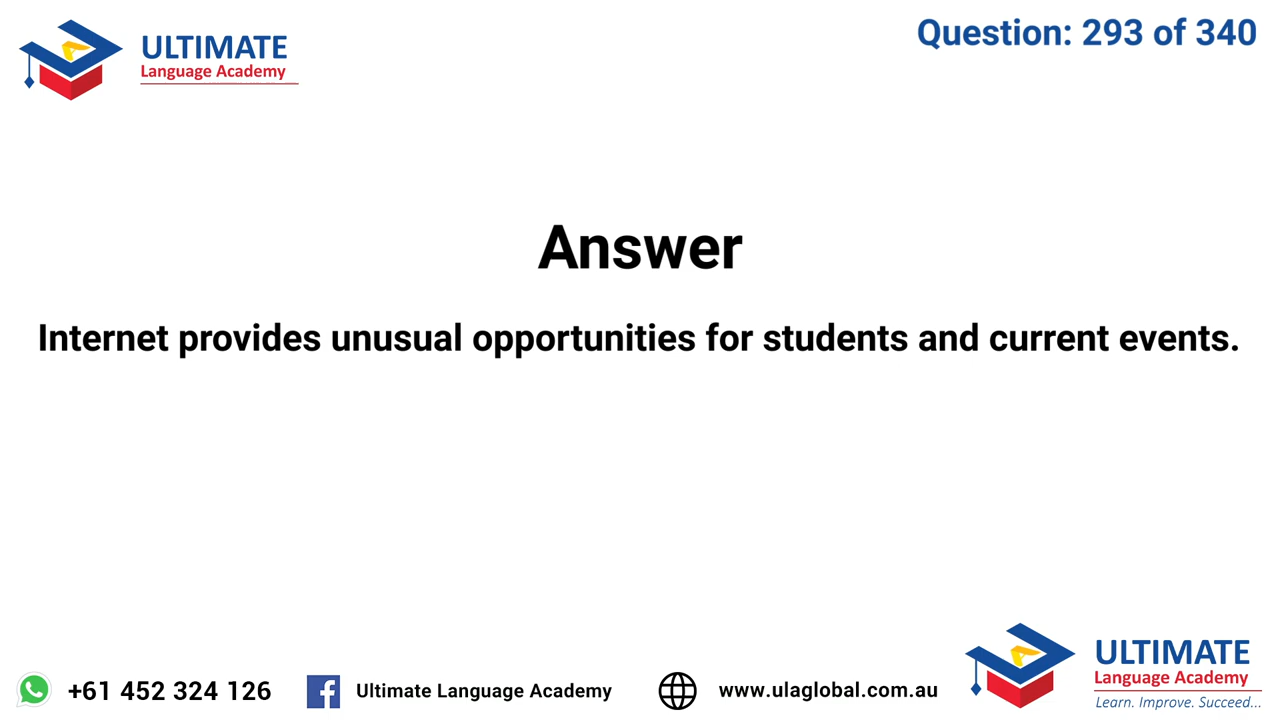 ULTIMATE
Language Academy
Question: 293 of 340
Answer
Internet provides unusual opportunities for students and current events.
+61 452 324 126
Ultimate Language Academy
www.ulaglobal.com.au
ULTIMATE
Language Academy
Learn. Improve. Succeed...